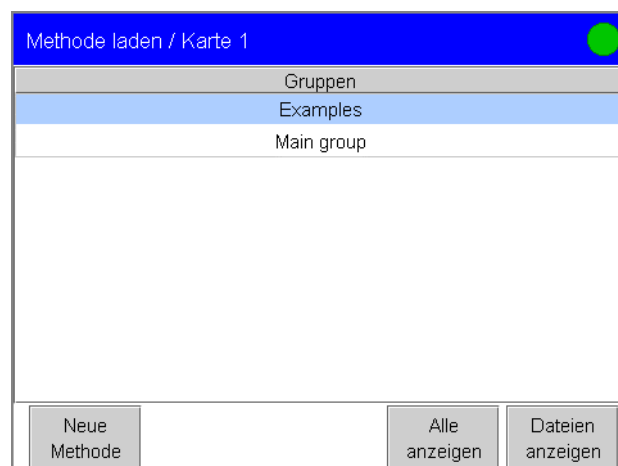 Methode laden / Karte 1
Gruppen
Examples
Main group
Neue
Methode
Alle
anzeigen
Dateien
anzeigen